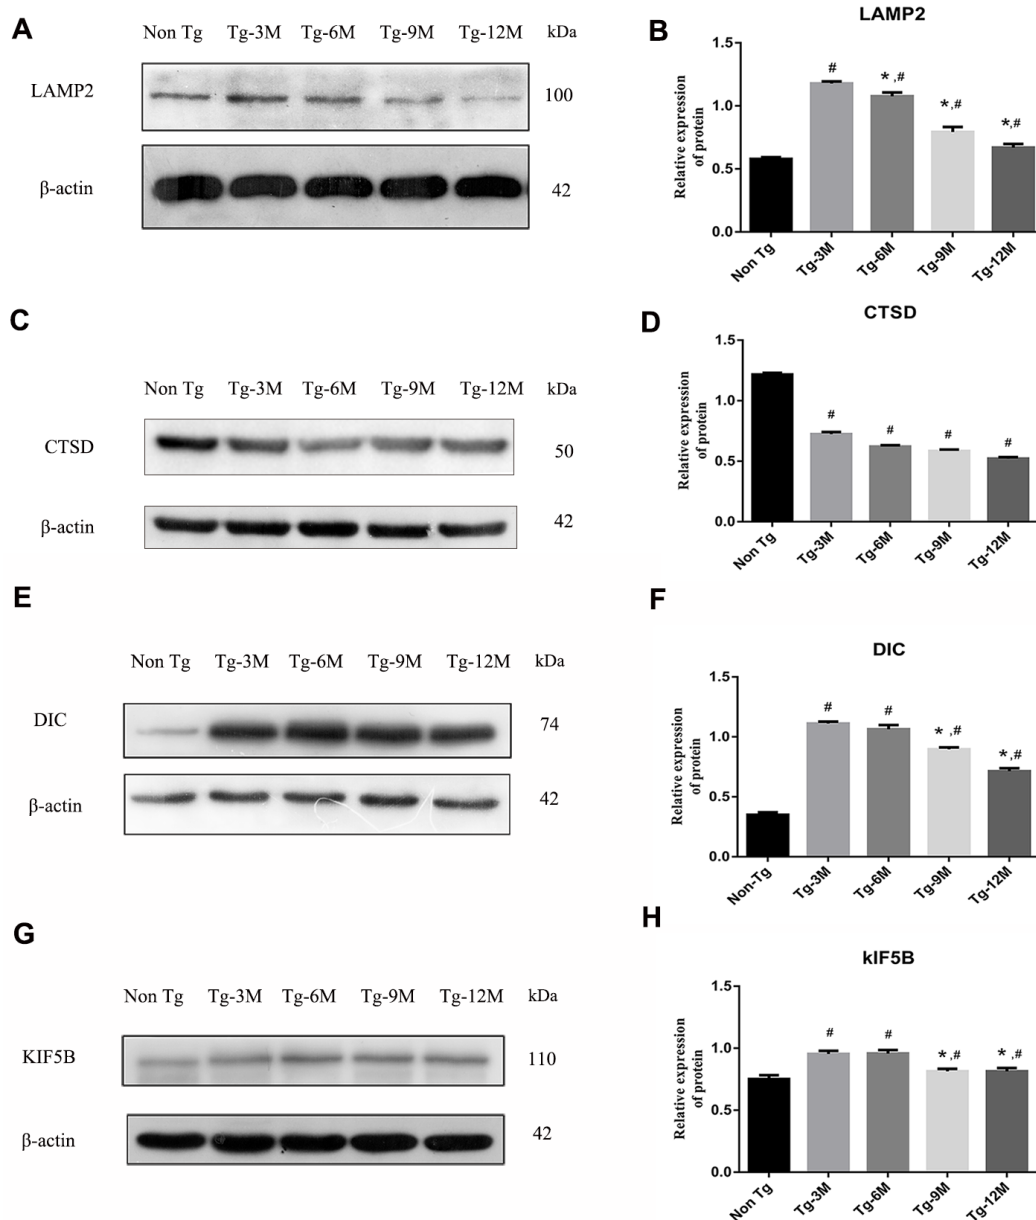 A
Non Tg Tg-3M Tg-6M Tg-9M Tg-12M kDa
LAMP2
100
β-actin
42
B
LAMP2
Relative expression
of protein
1.5
1.0
0.5
0.0
#
*,#
*,#
*,#
Non Tg
Tg-3M
Tg-6M
Tg-9M
Tg-12M
C
Non Tg Tg-3M Tg-6M Tg-9M Tg-12M kDa
CTSD
50
β-actin
42
D
CTSD
Relative expression
of protein
1.5
1.0
0.5
0.0
#
#
#
#
Non Tg
Tg-3M
Tg-6M
Tg-9M
Tg-12M
E
Non Tg Tg-3M Tg-6M Tg-9M Tg-12M kDa
DIC
74
β-actin
42
F
DIC
Relative expression
of protein
1.5
1.0
0.5
0.0
#
#
* ,#
*,#
Non-Tg
Tg-3M
Tg-6M
Tg-9M
Tg-12M
G
Non Tg Tg-3M Tg-6M Tg-9M Tg-12M kDa
KIF5B
110
β-actin
42
H
kIF5B
Relative expression
of protein
1.5
1.0
0.5
0.0
#
#
*,#
*,#
Non Tg
Tg-3M
Tg-6M
Tg-9M
Tg-12M